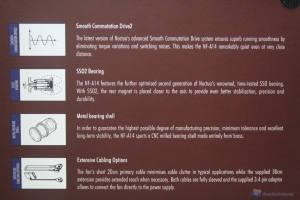 Smooth Commutation Drive2
The latest version of Noctua's advanced Smooth Commutation Drive system ensures superb running smoothness by
eliminating torque variations and switching noises. This makes the NF-A14 remarkably quiet even at very close
distance.
SSO2 Bearing
The NF-A14 features the further optimised second generation of Noctua's renowned, time-tested SSO bearing.
With SSO2, the rear magnet is placed closer to the axis to provide even better stabilisation, precision and
durability.
Metal bearing shell
In order to guarantee the highest possible degree of manufacturing precision, minimum tolerance and excellent
long-term stability, the NF-A14 sports a CNC milled bearing shell made entirely from brass.
Extensive Cabling Options
The fan's short 20cm primary cable minimises cable clutter in typical applications while the supplied 30cm
extension provides extended reach when necessary. Both cables are fully sleeved and the supplied 3:4 pin adaptor
allows to connect the fan directly to the power supply.